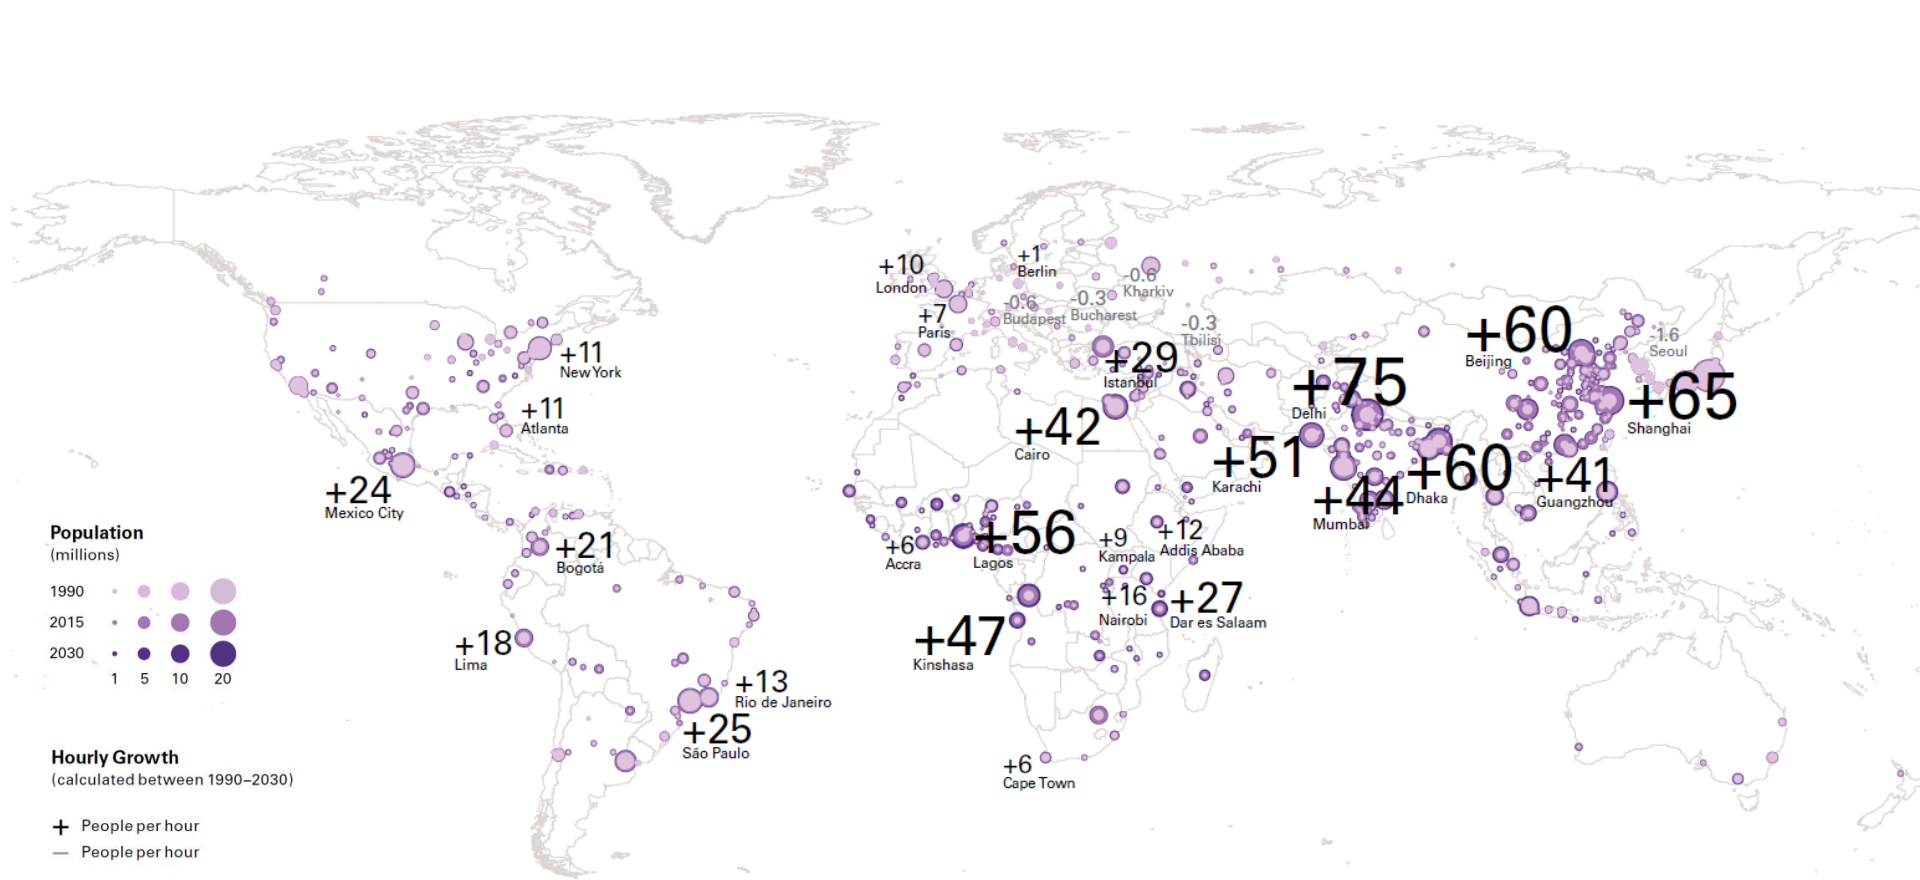 +10
London
+1
Berlin
-0.6
Kharkiv
-0.6
Budapest
-0.3
Bucharest
+7
Paris
-0.3
Tbilisi
+11
New York
+11
Atlanta
+29
Istanbul
+75
Delhi
+60
Beijing
-1.6
Seoul
+65
Shanghai
+42
Cairo
+51
Karachi
+44
Mumbai
+60
Dhaka
+41
Guangzhou
+24
Mexico City
+21
Bogotá
+6
Accra
+56
Lagos
+9
Kampala
+12
Addis Ababa
+16
Nairobi
+27
Dar es Salaam
+47
Kinshasa
+18
Lima
+13
Rio de Janeiro
+25
São Paulo
+6
Cape Town
Population
(millions)
1990
2015
2030
1 5 10 20
Hourly Growth
(calculated between 1990–2030)
+ People per hour
— People per hour